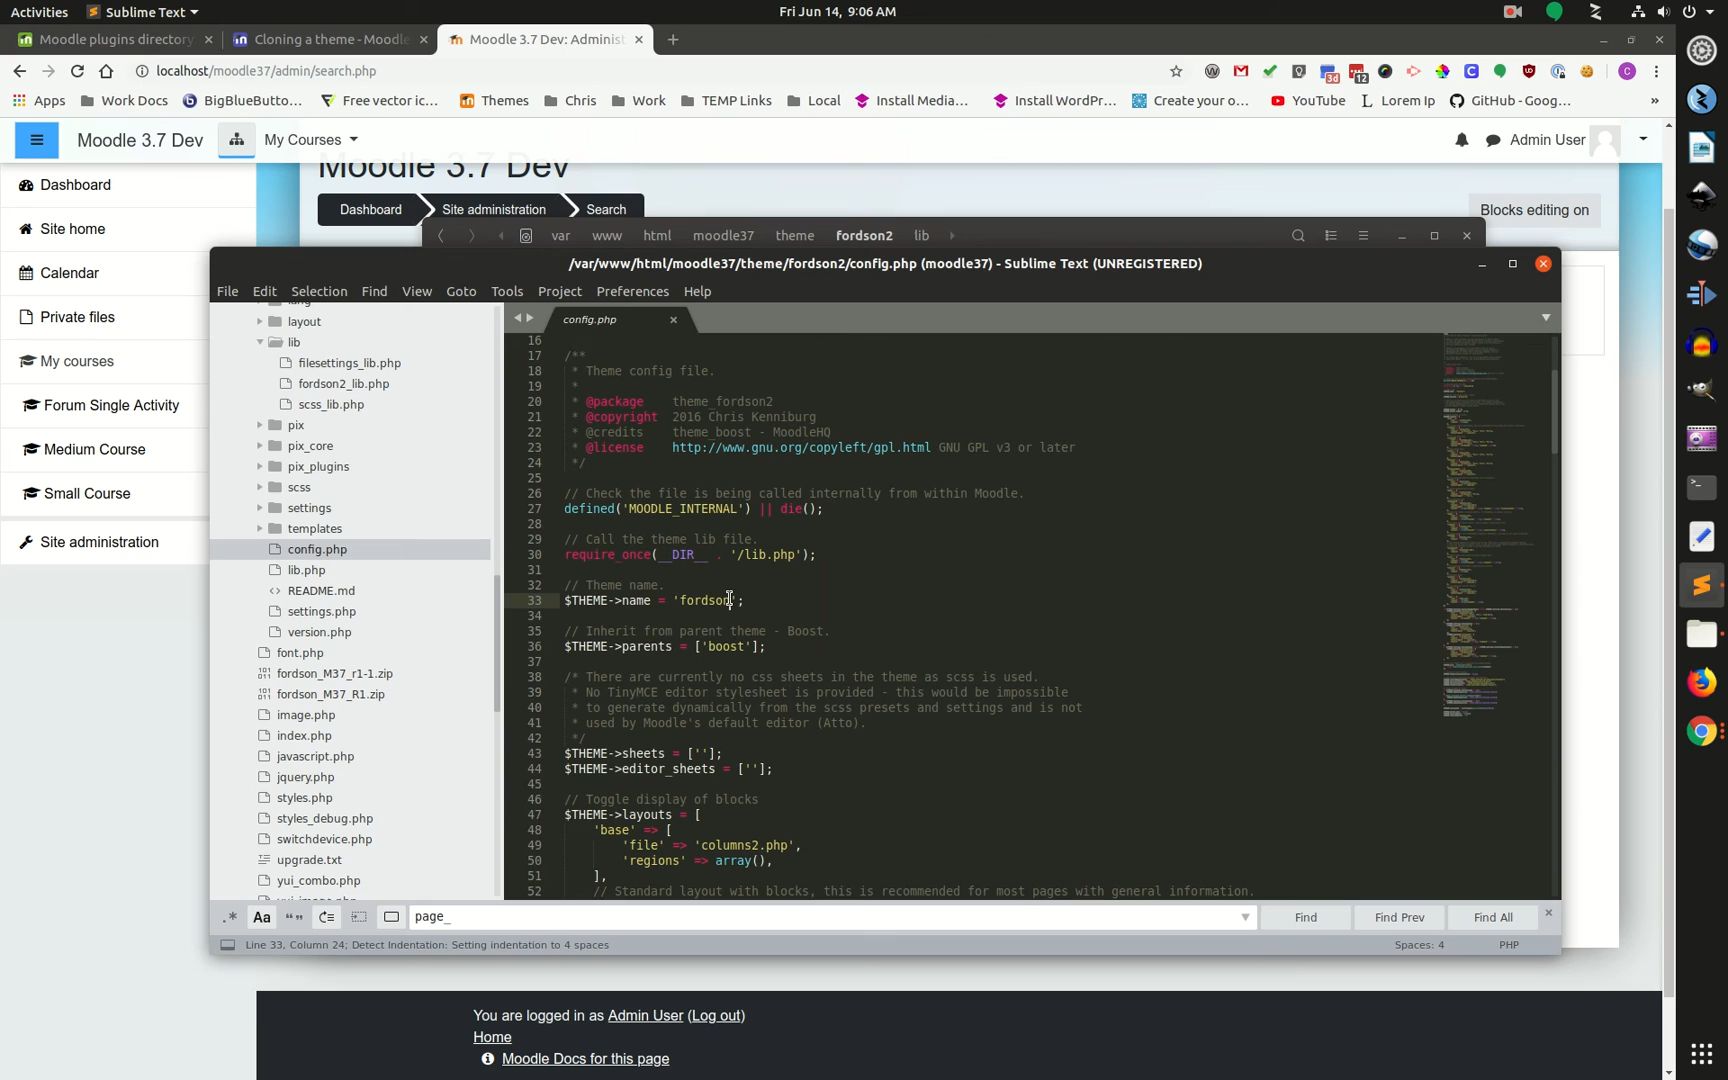 Activities Sublime Text Fri Jun 14, 9:06 AM
Moodle plugins directory Cloning a theme - Moodle Moodle 3.7 Dev: Administ
localhost/moodle37/admin/search.php 3d 12 C
Apps Work Docs BigBlueButto... Free vector ic... Themes Chris Work TEMP Links Local Install Media... Install WordPr... Create your o... YouTube Lorem Ip GitHub - Goog... »
Moodle 3.7 Dev My Courses Admin User
Moodle 3.7 Dev
Dashboard Site administration Search Blocks editing on
Dashboard
Site home
Calendar
Private files
My courses
Forum Single Activity
Medium Course
Small Course
Site administration
var www html moodle37 theme fordson2 lib
/var/www/html/moodle37/theme/fordson2/config.php (moodle37) - Sublime Text (UNREGISTERED)
File Edit Selection Find View Goto Tools Project Preferences Help
lang
layout
lib
filesettings_lib.php
fordson2_lib.php
scss_lib.php
pix
pix_core
pix_plugins
scss
settings
templates
config.php
lib.php
README.md
settings.php
version.php
font.php
fordson_M37_r1-1.zip
fordson_M37_R1.zip
image.php
index.php
javascript.php
jquery.php
styles.php
styles_debug.php
switchdevice.php
upgrade.txt
yui_combo.php
yui_image.php
config.php
16
17 /**
18  * Theme config file.
19  *
20  * @package    theme_fordson2
21  * @copyright  2016 Chris Kenniburg
22  * @credits    theme_boost - MoodleHQ
23  * @license    http://www.gnu.org/copyleft/gpl.html GNU GPL v3 or later
24  */
25
26 // Check the file is being called internally from within Moodle.
27 defined('MOODLE_INTERNAL') || die();
28
29 // Call the theme lib file.
30 require_once(__DIR__ . '/lib.php');
31
32 // Theme name.
33 $THEME->name = 'fordson';
34
35 // Inherit from parent theme - Boost.
36 $THEME->parents = ['boost'];
37
38 /* There are currently no css sheets in the theme as scss is used.
39  * No TinyMCE editor stylesheet is provided - this would be impossible
40  * to generate dynamically from the scss presets and settings and is not
41  * used by Moodle's default editor (Atto).
42  */
43 $THEME->sheets = [''];
44 $THEME->editor_sheets = [''];
45
46 // Toggle display of blocks
47 $THEME->layouts = [
48     'base' => [
49         'file' => 'columns2.php',
50         'regions' => array(),
51     ],
52     // Standard layout with blocks, this is recommended for most pages with general information.
.* Aa “” page_ Find Find Prev Find All
Line 33, Column 24; Detect Indentation: Setting indentation to 4 spaces Spaces: 4 PHP
You are logged in as Admin User (Log out)
Home
Moodle Docs for this page